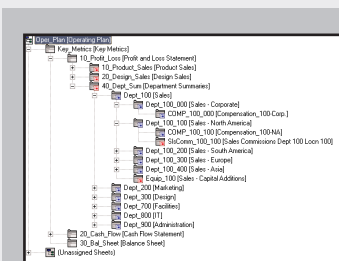 Oper_Plan [Operating Plan]
Key_Metrics [Key Metrics]
10_Profit_Loss [Profit and Loss Statement]
10_Product_Sales [Product Sales]
20_Design_Sales [Design Sales]
40_Dept_Sum [Department Summaries]
Dept_100 [Sales]
Dept_100_000 [Sales - Corporate]
COMP_100_000 [Compensation_100-Corp.]
Dept_100_100 [Sales - North America]
COMP_100_100 [Compensation_100-NA]
SlsComm_100_100 [Sales Commissions Dept 100 Locn 100]
Dept_100_200 [Sales - South America]
Dept_100_300 [Sales - Europe]
Dept_100_400 [Sales - Asia]
Equip_100 [Sales - Capital Additions]
Dept_200 [Marketing]
Dept_300 [Design]
Dept_700 [Facilities]
Dept_800 [IT]
Dept_900 [Administration]
20_Cash_Flow [Cash Flow Statement]
30_Bal_Sheet [Balance Sheet]
(Unassigned Sheets)